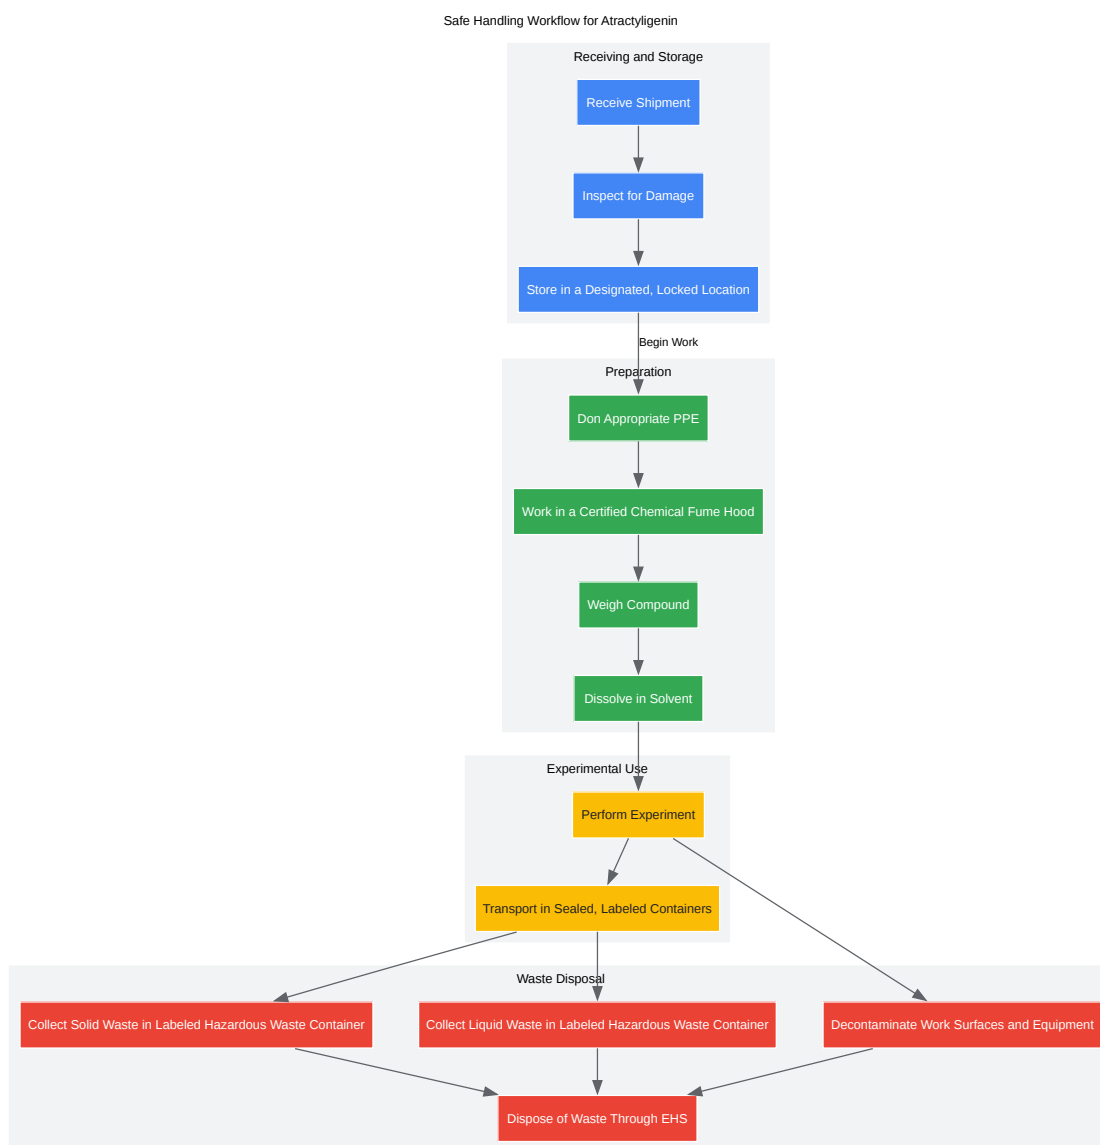 Safe Handling Workflow for Atractyligenin
Receiving and Storage
Receive Shipment
Inspect for Damage
Store in a Designated, Locked Location
Begin Work
Preparation
Don Appropriate PPE
Work in a Certified Chemical Fume Hood
Weigh Compound
Dissolve in Solvent
Experimental Use
Perform Experiment
Transport in Sealed, Labeled Containers
Waste Disposal
Collect Solid Waste in Labeled Hazardous Waste Container
Collect Liquid Waste in Labeled Hazardous Waste Container
Decontaminate Work Surfaces and Equipment
Dispose of Waste Through EHS